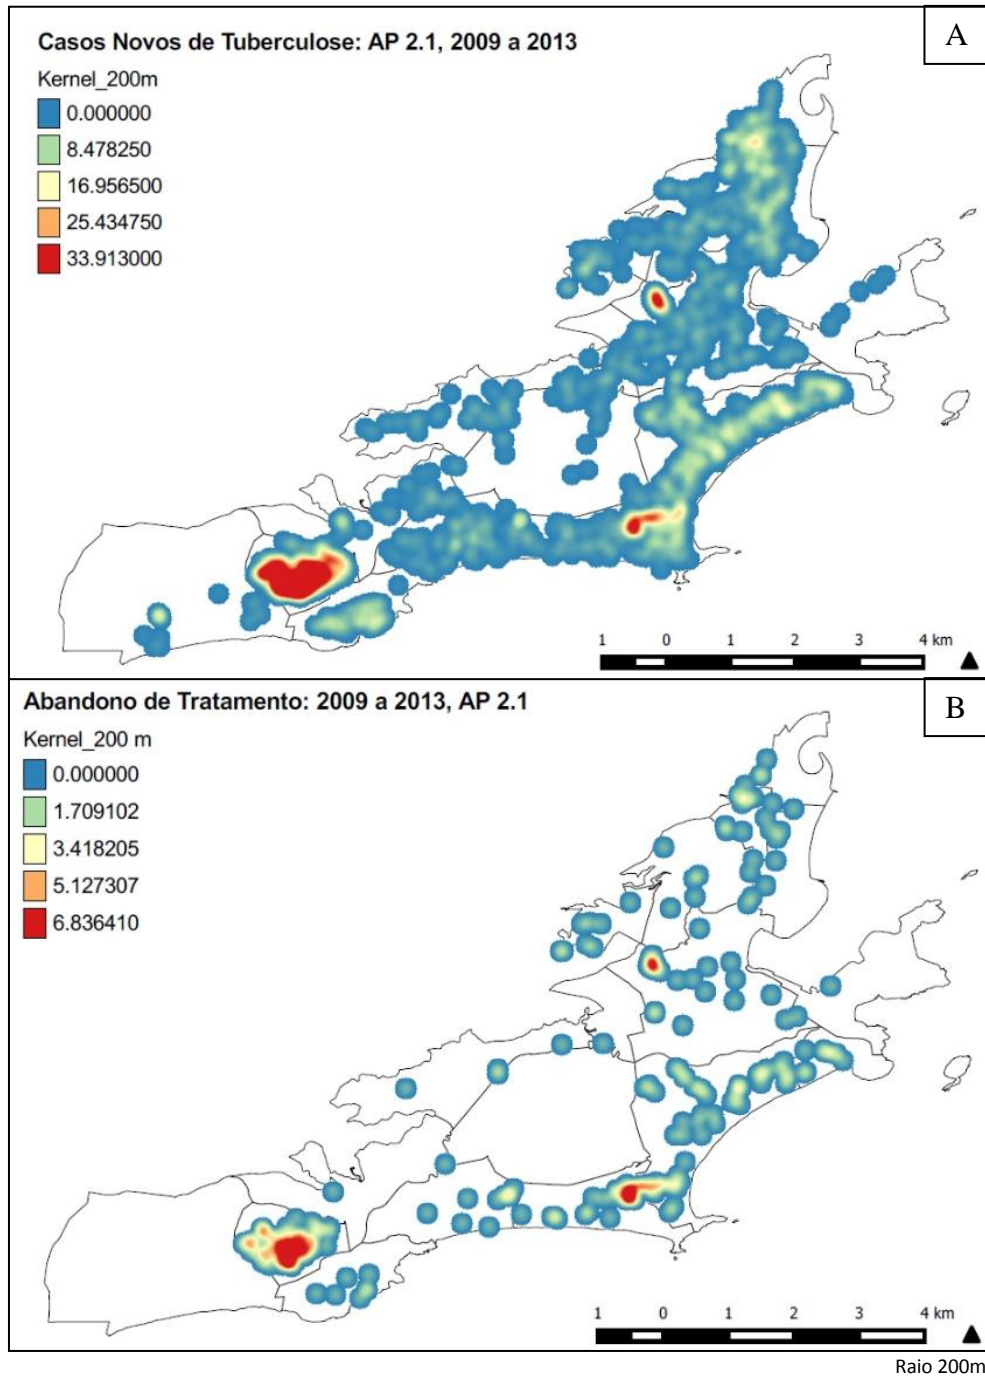 Casos Novos de Tuberculose: AP 2.1, 2009 a 2013
A
Kernel_200m
0.000000
8.478250
16.956500
25.434750
33.913000
1 0 1 2 3 4 km
Abandono de Tratamento: 2009 a 2013, AP 2.1
B
Kernel_200 m
0.000000
1.709102
3.418205
5.127307
6.836410
1 0 1 2 3 4 km
Raio 200m